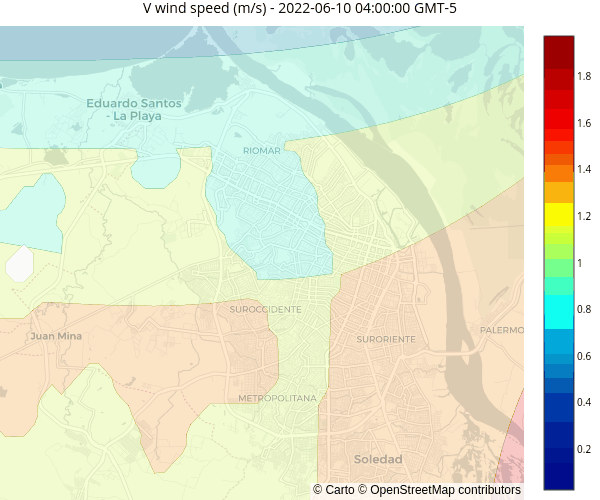 V wind speed (m/s) - 2022-06-10 04:00:00 GMT-5
Eduardo Santos
- La Playa
RIOMAR
SUROCCIDENTE
Juan Mina
SURORIENTE
PALERMO
METROPOLITANA
Soledad
© Carto © OpenStreetMap contributors
1.8
1.6
1.4
1.2
1
0.8
0.6
0.4
0.2